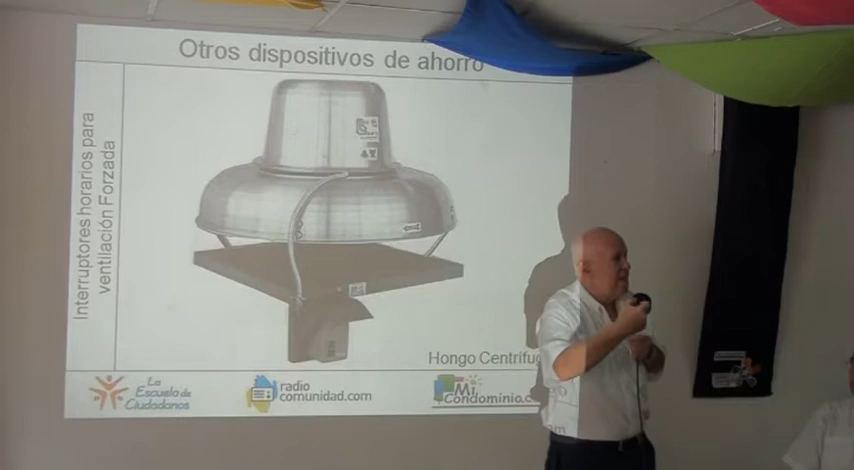 Otros dispositivos de ahorro
Interruptores horarios para
ventilación Forzada
Hongo Centrífug
La
Escuela de
Ciudadanos
radio
comunidad.com
Mi
Condominio.c